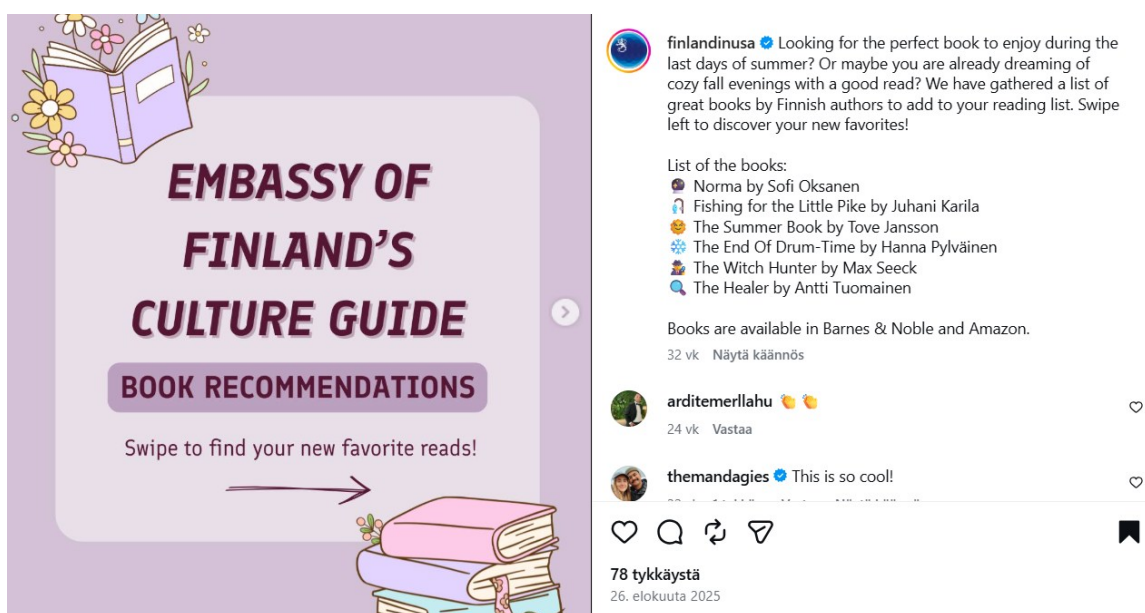 EMBASSY OF
FINLAND'S
CULTURE GUIDE
BOOK RECOMMENDATIONS
Swipe to find your new favorite reads!
finlandinusa Looking for the perfect book to enjoy during the
last days of summer? Or maybe you are already dreaming of
cozy fall evenings with a good read? We have gathered a list of
great books by Finnish authors to add to your reading list. Swipe
left to discover your new favorites!
List of the books:
🔮 Norma by Sofi Oksanen
🎣 Fishing for the Little Pike by Juhani Karila
🌞 The Summer Book by Tove Jansson
❄️ The End Of Drum-Time by Hanna Pylväinen
🕵️ The Witch Hunter by Max Seeck
🔍 The Healer by Antti Tuomainen
Books are available in Barnes & Noble and Amazon.
32 vk Näytä käännös
arditemerllahu 👏 👏
24 vk Vastaa
themandagies This is so cool!
78 tykkäystä
26. elokuuta 2025